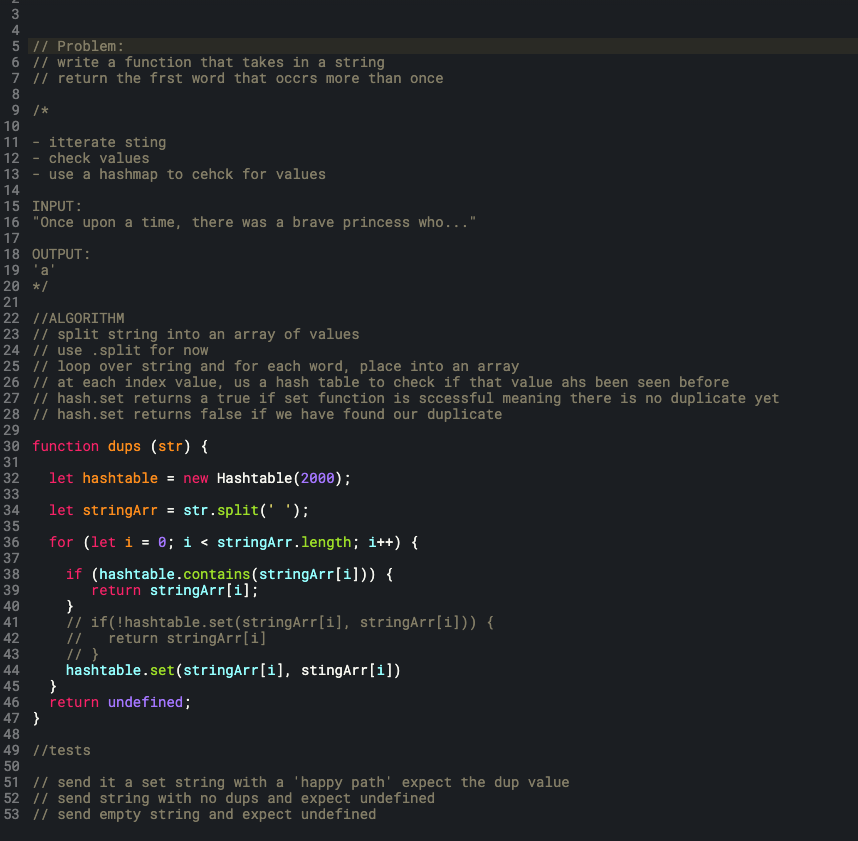 2
3
4
5 // Problem:
6 // write a function that takes in a string
7 // return the frst word that occrs more than once
8
9 /*
10
11 - itterate sting
12 - check values
13 - use a hashmap to cehck for values
14
15 INPUT:
16 "Once upon a time, there was a brave princess who..."
17
18 OUTPUT:
19 'a'
20 */
21
22 //ALGORITHM
23 // split string into an array of values
24 // use .split for now
25 // loop over string and for each word, place into an array
26 // at each index value, us a hash table to check if that value ahs been seen before
27 // hash.set returns a true if set function is sccessful meaning there is no duplicate yet
28 // hash.set returns false if we have found our duplicate
29
30 function dups (str) {
31
32   let hashtable = new Hashtable(2000);
33
34   let stringArr = str.split(' ');
35
36   for (let i = 0; i < stringArr.length; i++) {
37
38     if (hashtable.contains(stringArr[i])) {
39        return stringArr[i];
40     }
41     // if(!hashtable.set(stringArr[i], stringArr[i])) {
42     //   return stringArr[i]
43     // }
44     hashtable.set(stringArr[i], stingArr[i])
45   }
46   return undefined;
47 }
48
49 //tests
50
51 // send it a set string with a 'happy path' expect the dup value
52 // send string with no dups and expect undefined
53 // send empty string and expect undefined